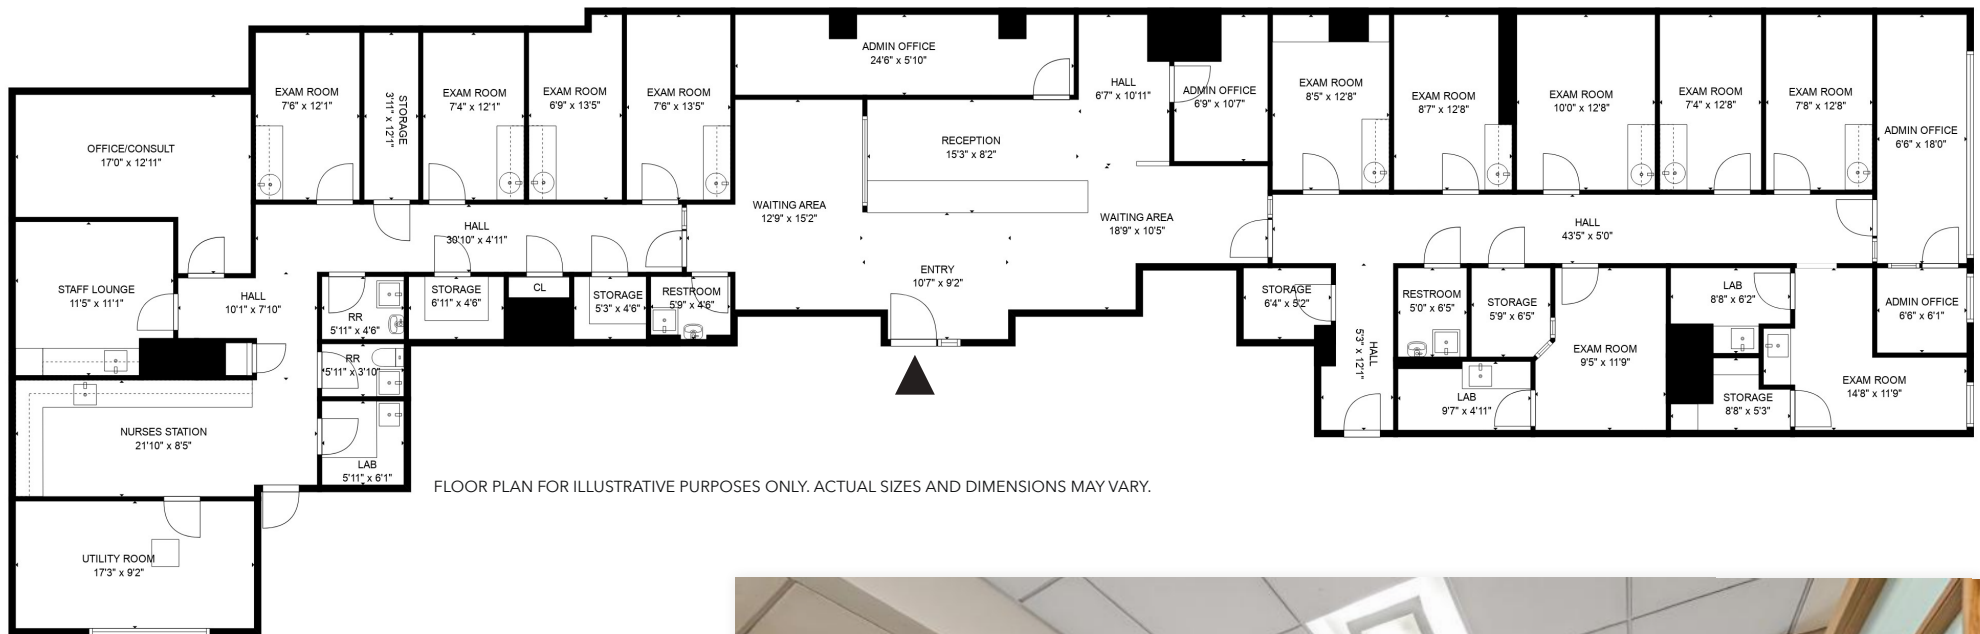 EXAM ROOM
7'6" x 12'1"
STORAGE
3'11" x 12'1"
EXAM ROOM
7'4" x 12'1"
EXAM ROOM
6'9" x 13'5"
EXAM ROOM
7'6" x 13'5"
ADMIN OFFICE
24'6" x 5'10"
HALL
6'7" x 10'11"
ADMIN OFFICE
6'9" x 10'7"
EXAM ROOM
8'5" x 12'8"
EXAM ROOM
8'7" x 12'8"
EXAM ROOM
10'0" x 12'8"
EXAM ROOM
7'4" x 12'8"
EXAM ROOM
7'8" x 12'8"
ADMIN OFFICE
6'6" x 18'0"
OFFICE/CONSULT
17'0" x 12'11"
RECEPTION
15'3" x 8'2"
WAITING AREA
12'9" x 15'2"
WAITING AREA
18'9" x 10'5"
HALL
30'10" x 4'11"
HALL
43'5" x 5'0"
ENTRY
10'7" x 9'2"
STAFF LOUNGE
11'5" x 11'1"
HALL
10'1" x 7'10"
RR
5'11" x 4'6"
STORAGE
6'11" x 4'6"
CL
STORAGE
5'3" x 4'6"
RESTROOM
5'9" x 4'6"
STORAGE
6'4" x 5'2"
HALL
5'3" x 12'1"
RESTROOM
5'0" x 6'5"
STORAGE
5'9" x 6'5"
EXAM ROOM
9'5" x 11'9"
LAB
8'8" x 6'2"
ADMIN OFFICE
6'6" x 6'1"
RR
5'11" x 3'10"
LAB
9'7" x 4'11"
STORAGE
8'8" x 5'3"
EXAM ROOM
14'8" x 11'9"
NURSES STATION
21'10" x 8'5"
LAB
5'11" x 6'1"
FLOOR PLAN FOR ILLUSTRATIVE PURPOSES ONLY. ACTUAL SIZES AND DIMENSIONS MAY VARY.
UTILITY ROOM
17'3" x 9'2"